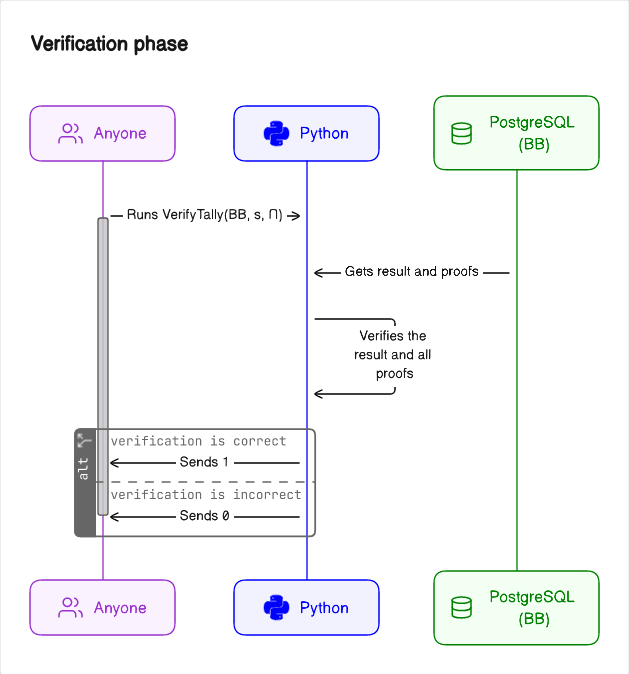 Verification phase
Anyone
Python
PostgreSQL
(BB)
Runs VerifyTally(BB, s, Π)
Gets result and proofs
Verifies the
result and all
proofs
alt
verification is correct
Sends 1
verification is incorrect
Sends 0
Anyone
Python
PostgreSQL
(BB)